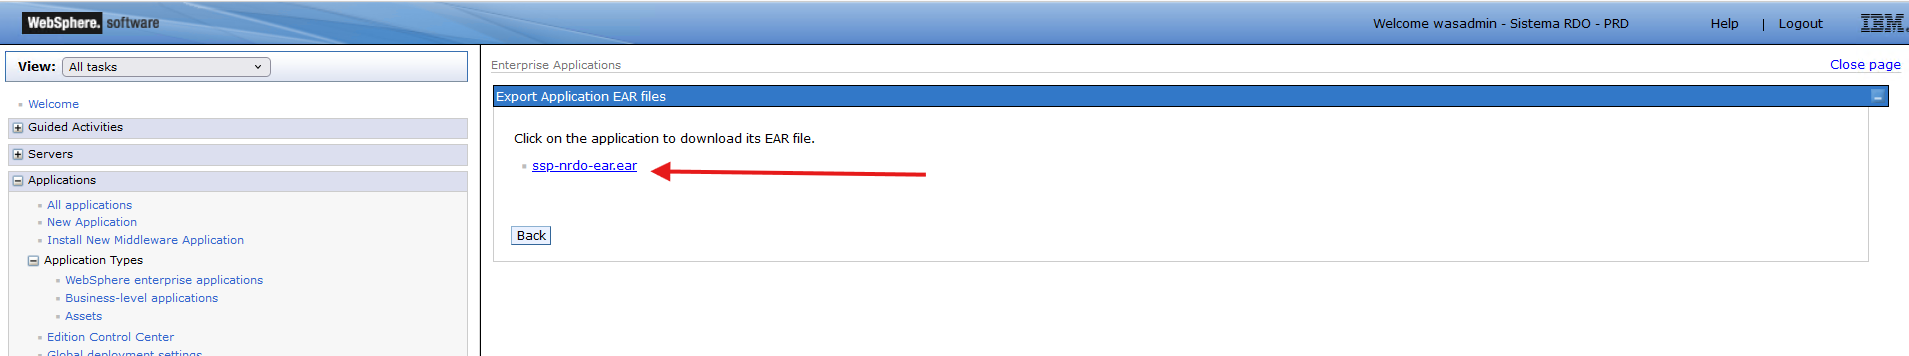 WebSphere. software
Welcome wasadmin - Sistema RDO - PRD
Help | Logout
IBM.
View: All tasks
Welcome
Guided Activities
Servers
Applications
All applications
New Application
Install New Middleware Application
Application Types
WebSphere enterprise applications
Business-level applications
Assets
Edition Control Center
Global deployment settings
Enterprise Applications
Close page
Export Application EAR files
Click on the application to download its EAR file.
ssp-nrdo-ear.ear
Back